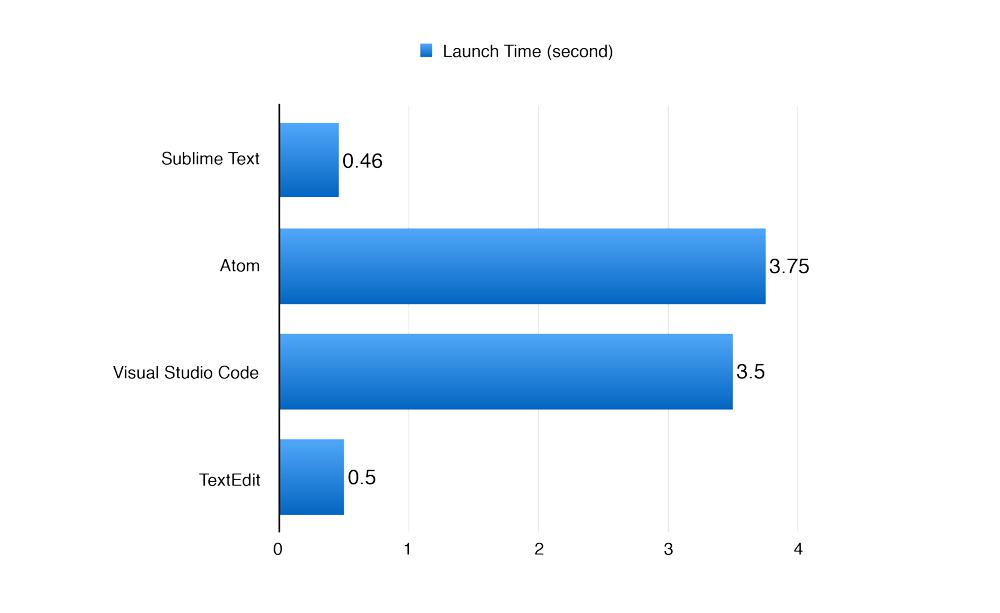 Launch Time (second)
Sublime Text 0.46
Atom 3.75
Visual Studio Code 3.5
TextEdit 0.5
0 1 2 3 4